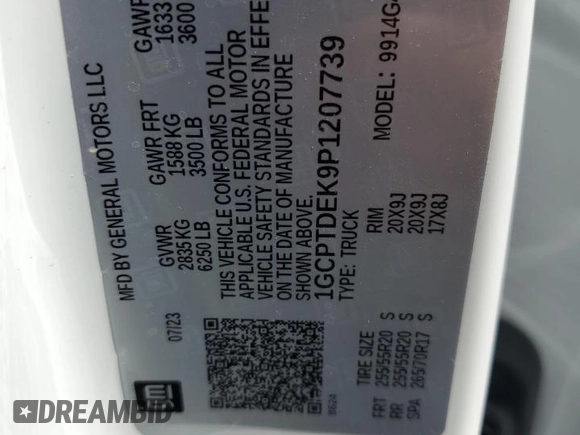 MFD BY GENERAL MOTORS LLC
07/23
GVWR
2835 KG
6250 LB
GAWR FRT
1588 KG
3500 LB
GAWR
1633
3600
THIS VEHICLE CONFORMS TO ALL
APPLICABLE U.S. FEDERAL MOTOR
VEHICLE SAFETY STANDARDS IN EFFE
ON THE DATE OF MANUFACTURE
SHOWN ABOVE.
1GCPTDEK9P1207739
TYPE: TRUCK
MODEL: 9914G
gm
TIRE SIZE
RIM
FRT 255/55R20 S 20X9J
RR 255/55R20 S 20X9J
SPA 265/70R17 S 17X8J
DREAMBID